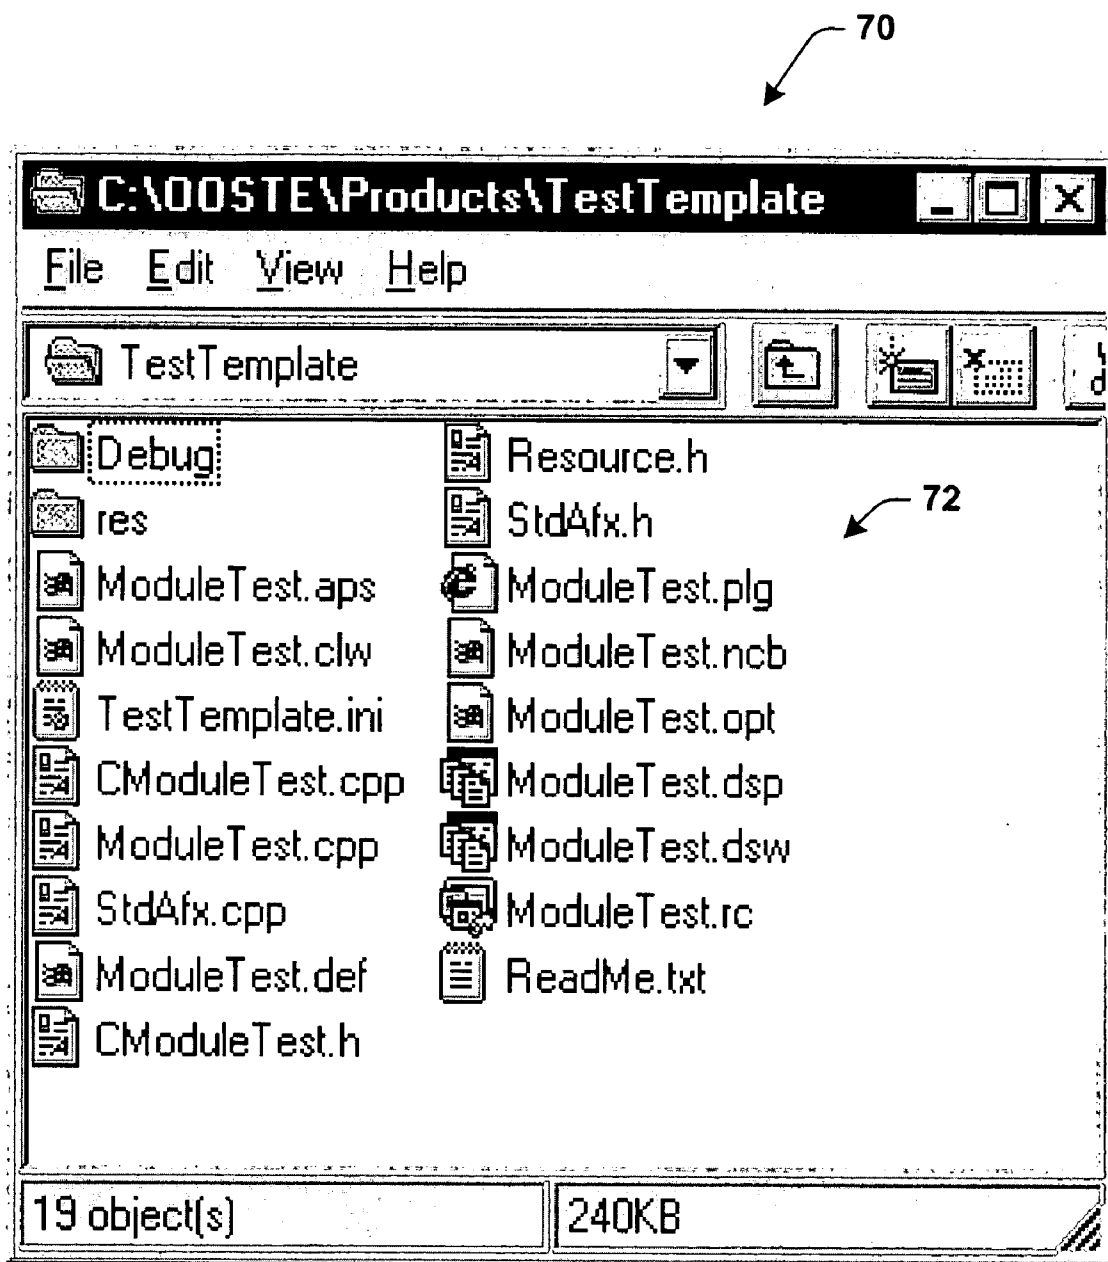 70
C:\OOSTE\Products\TestTemplate
File Edit View Help
TestTemplate
Debug
res
ModuleTest.aps
ModuleTest.clw
TestTemplate.ini
CModuleTest.cpp
ModuleTest.cpp
StdAfx.cpp
ModuleTest.def
CModuleTest.h
Resource.h
StdAfx.h
72
ModuleTest.plg
ModuleTest.ncb
ModuleTest.opt
ModuleTest.dsp
ModuleTest.dsw
ModuleTest.rc
ReadMe.txt
19 object(s)
240KB